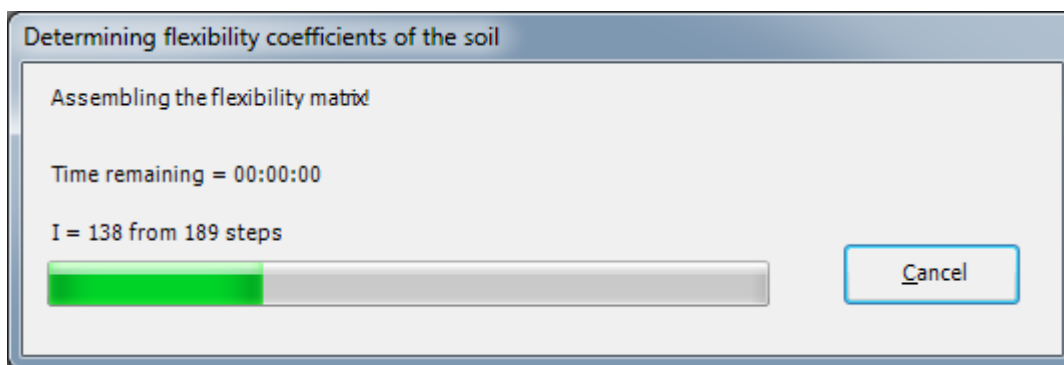 Determining flexibility coefficients of the soil
Assembling the flexibility matrix!
Time remaining = 00:00:00
I = 138 from 189 steps
Cancel